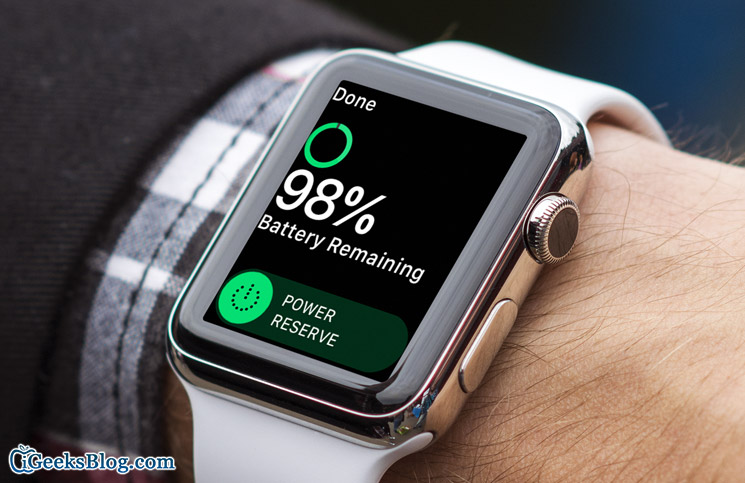 Done
98%
Battery Remaining
POWER
RESERVE
iGeeksBlog.com